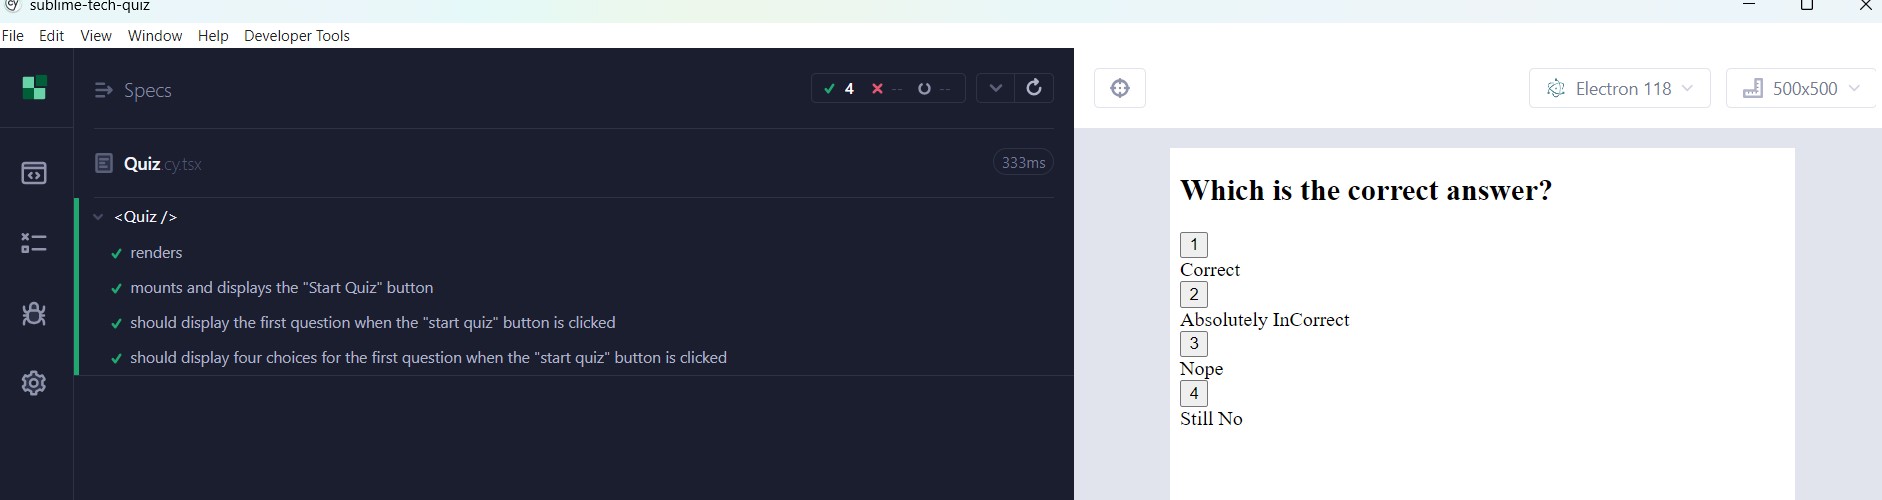 cy sublime-tech-quiz
File Edit View Window Help Developer Tools
Specs 4 -- --
Electron 118 500x500
Quiz.cy.tsx 333ms
<Quiz />
renders
mounts and displays the "Start Quiz" button
should display the first question when the "start quiz" button is clicked
should display four choices for the first question when the "start quiz" button is clicked
Which is the correct answer?
1
Correct
2
Absolutely InCorrect
3
Nope
4
Still No